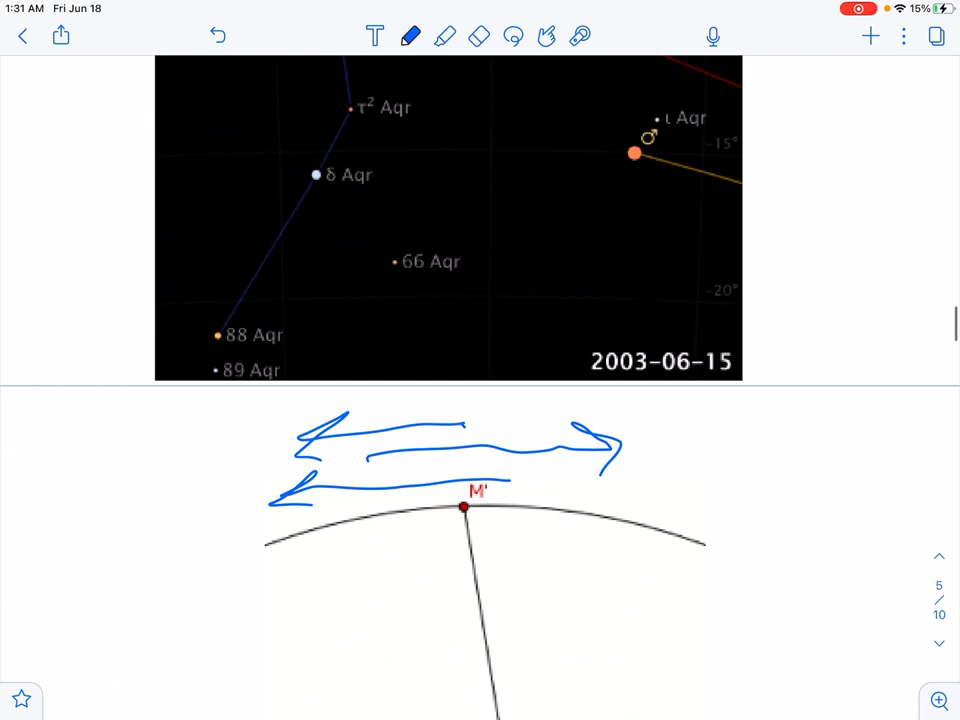 1:31 AM Fri Jun 18
15%
T
τ² Aqr
ι Aqr
♂
-15°
δ Aqr
66 Aqr
-20°
88 Aqr
89 Aqr
2003-06-15
M'
5
/
10